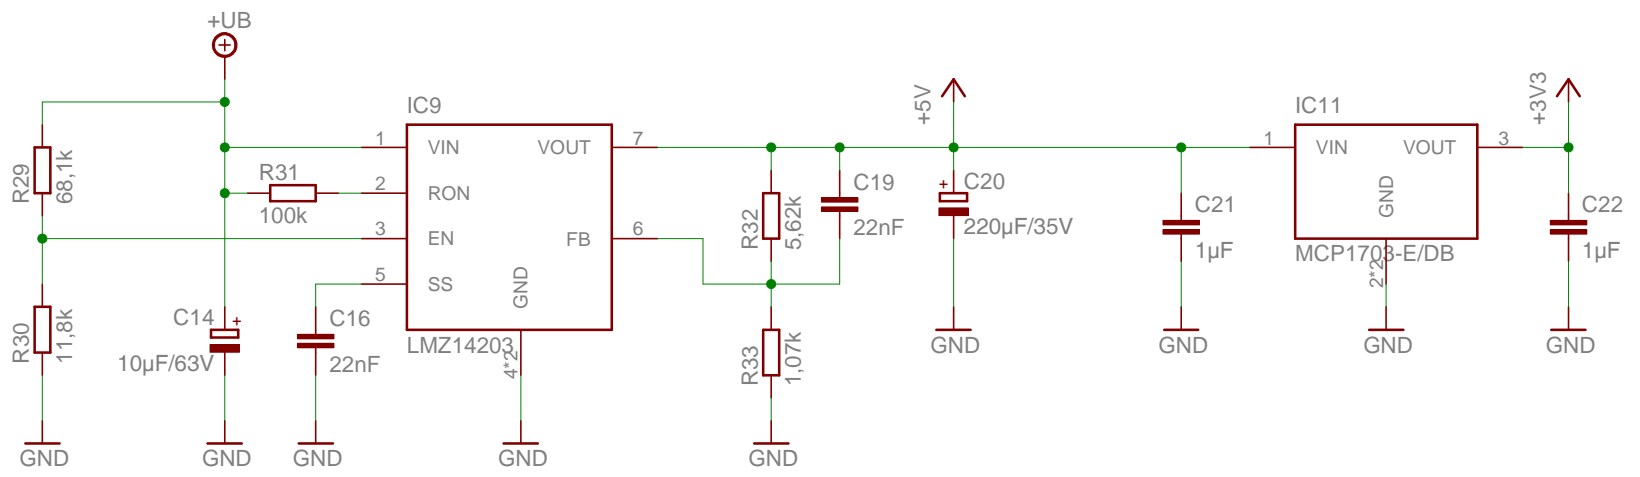 +UB
IC9
+5V
IC11
+3V3
1
VIN
VOUT
7
1
VIN
VOUT
3
R29
68,1k
R31
100k
2
RON
C19
22nF
+
C20
220µF/35V
GND
C21
1µF
C22
1µF
3
EN
FB
6
R32
5,62k
MCP1703-E/DB
2*2
5
SS
GND
R30
11,8k
C14
+
10µF/63V
C16
22nF
LMZ14203
4*2
R33
1,07k
GND
GND
GND
GND
GND
GND
GND
GND
GND